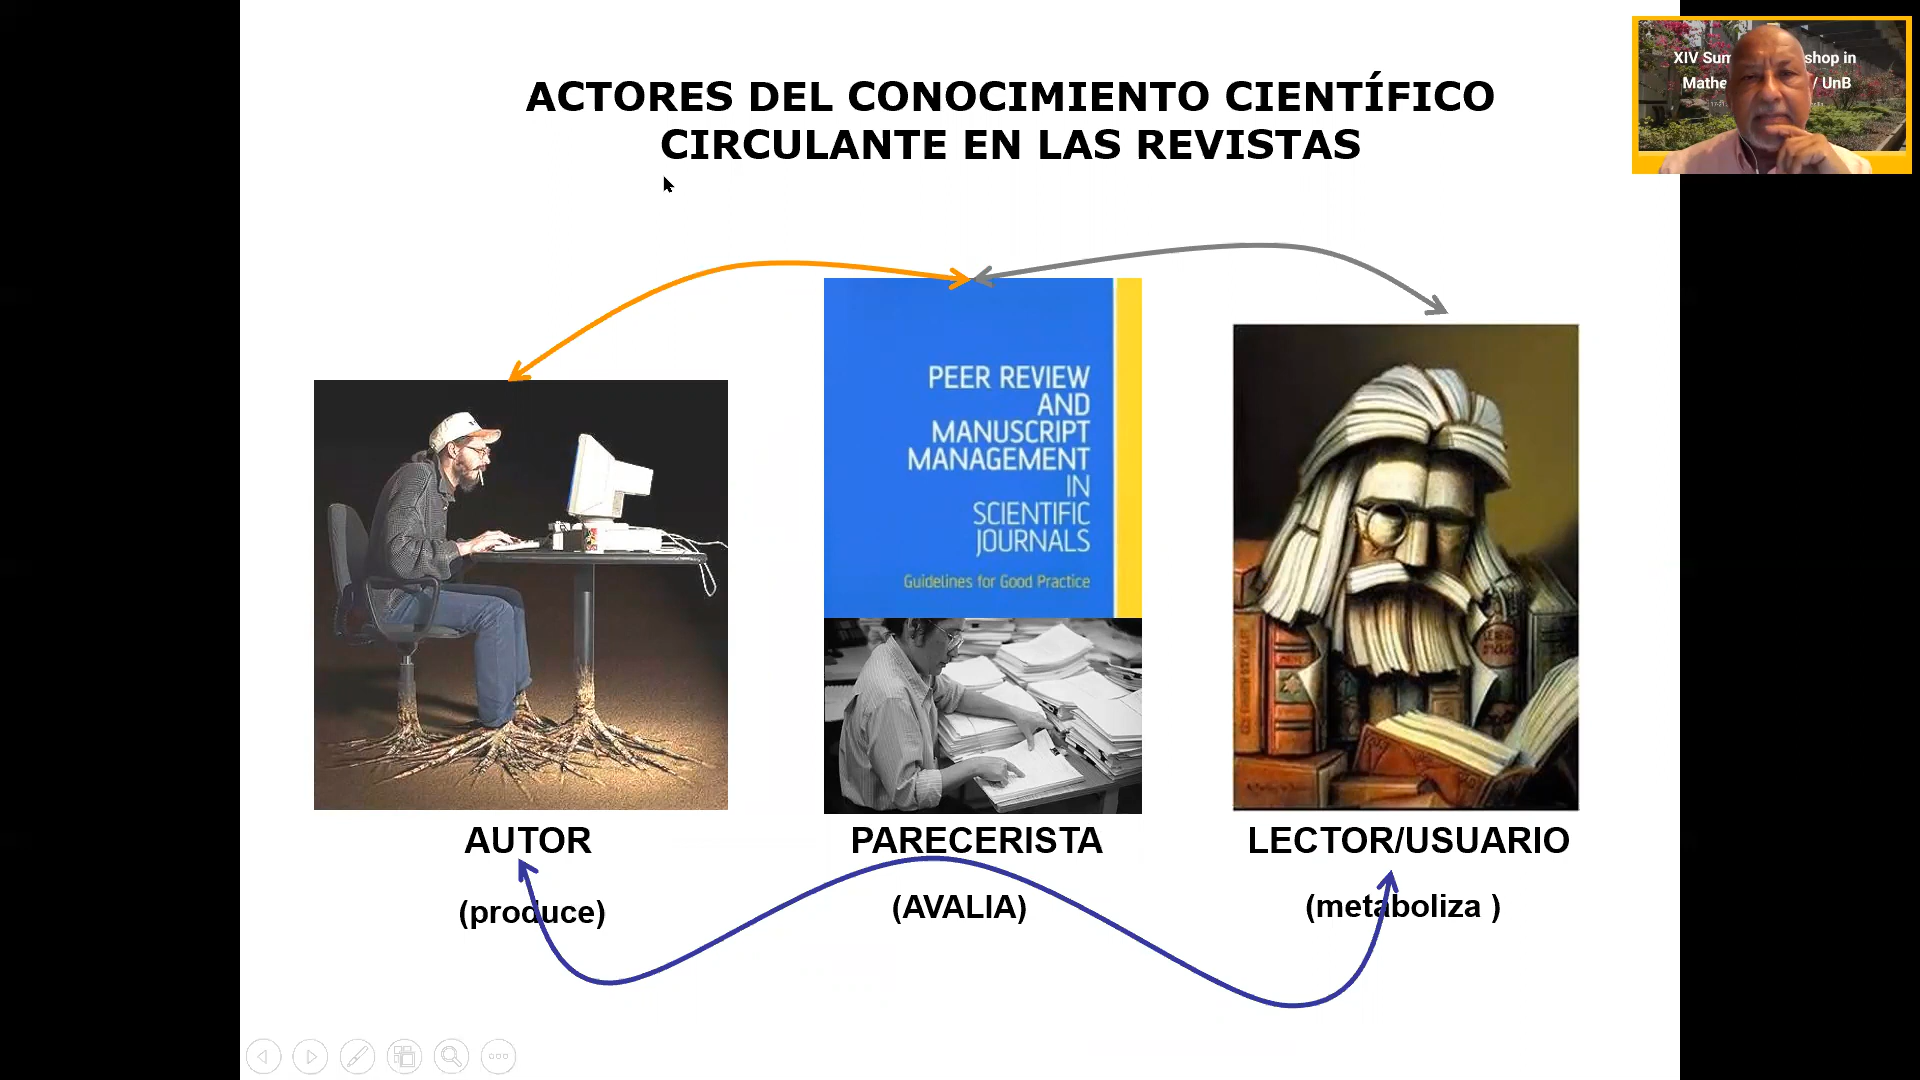 ACTORES DEL CONOCIMIENTO CIENTÍFICO
CIRCULANTE EN LAS REVISTAS
XIV Sum shop in
Mathe / UnB
PEER REVIEW
AND
MANUSCRIPT
MANAGEMENT
IN
SCIENTIFIC
JOURNALS
Guidelines for Good Practice
AUTOR
PARECERISTA
LECTOR/USUARIO
(produce)
(AVALIA)
(metaboliza )